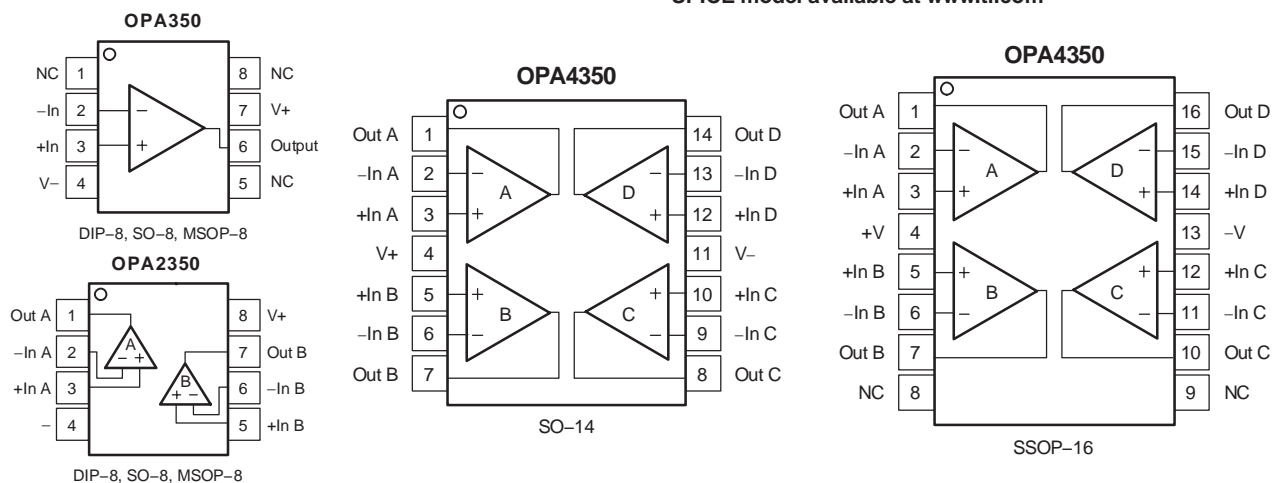 OPA350
NC 1 8 NC
−In 2 − 7 V+
+In 3 + 6 Output
V− 4 5 NC
DIP−8, SO−8, MSOP−8
OPA2350
Out A 1 8 V+
−In A 2 A − + 7 Out B
+In A 3 B + − 6 −In B
− 4 5 +In B
DIP−8, SO−8, MSOP−8
OPA4350
Out A 1 14 Out D
−In A 2 − − 13 −In D
A D
+In A 3 + + 12 +In D
V+ 4 11 V−
+In B 5 + + 10 +In C
B C
−In B 6 − − 9 −In C
Out B 7 8 Out C
SO−14
OPA4350
Out A 1 16 Out D
−In A 2 − − 15 −In D
A D
+In A 3 + + 14 +In D
+V 4 13 −V
+In B 5 + + 12 +In C
B C
−In B 6 − − 11 −In C
Out B 7 10 Out C
NC 8 9 NC
SSOP−16